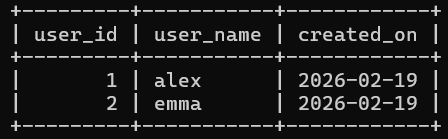 +---------+-----------+------------+
| user_id | user_name | created_on |
+---------+-----------+------------+
|       1 | alex      | 2026-02-19 |
|       2 | emma      | 2026-02-19 |
+---------+-----------+------------+